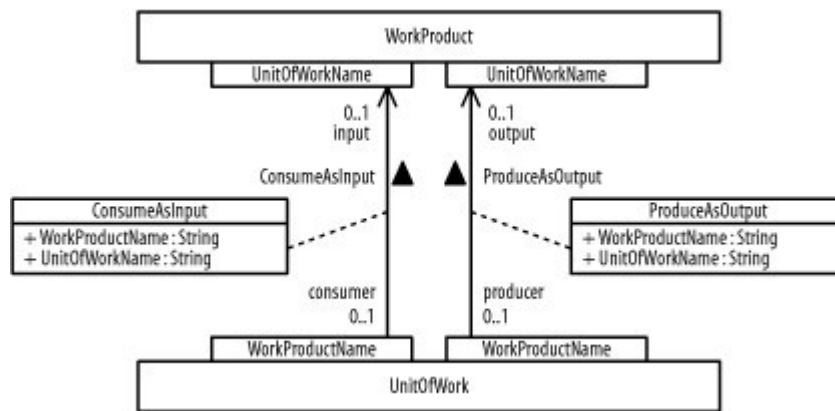 WorkProduct
UnitOfWorkName
UnitOfWorkName
0..1
input
0..1
output
ConsumeAsInput
ProduceAsOutput
ConsumeAsInput
+ WorkProductName : String
+ UnitOfWorkName : String
ProduceAsOutput
+ WorkProductName : String
+ UnitOfWorkName : String
consumer
0..1
producer
0..1
WorkProductName
WorkProductName
UnitOfWork